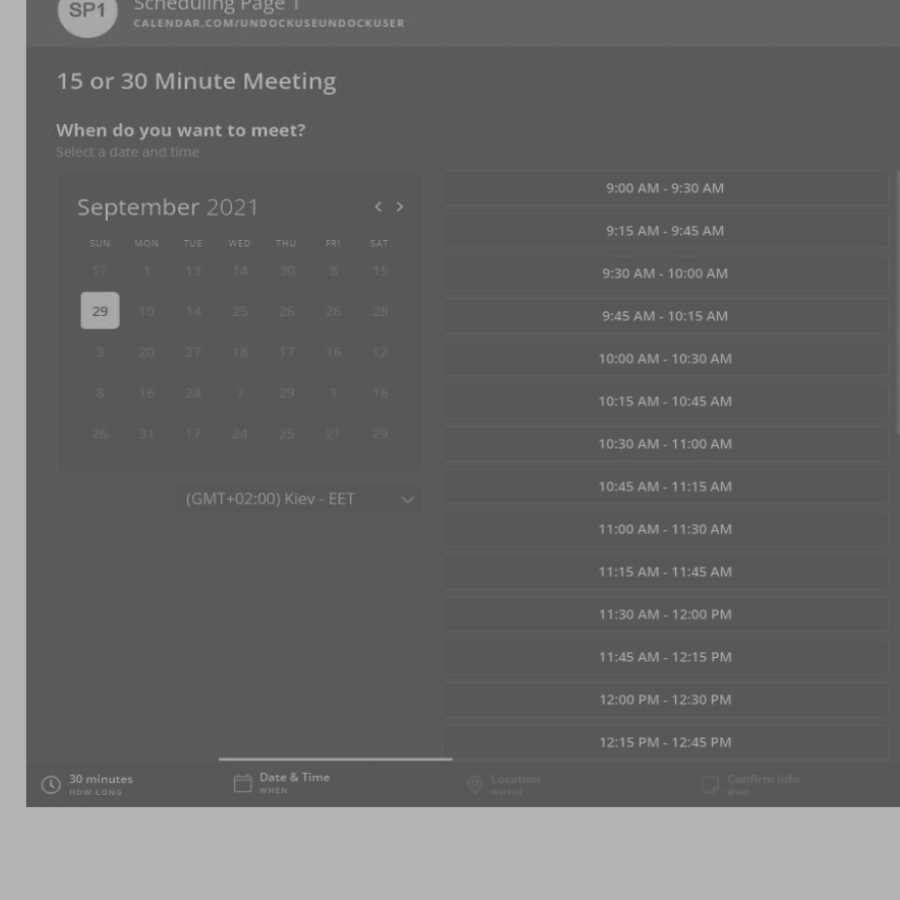 SP1
Scheduling Page 1
CALENDAR.COM/UNDOCKUSEUNDOCKUSER
15 or 30 Minute Meeting
When do you want to meet?
Select a date and time
September 2021
SUN MON TUE WED THU FRI SAT
17 1 13 14 30 8 15
29 10 14 25 26 26 28
3 20 27 18 17 16 12
8 16 24 7 29 1 16
26 31 17 24 25 21 29
(GMT+02:00) Kiev - EET
9:00 AM - 9:30 AM
9:15 AM - 9:45 AM
9:30 AM - 10:00 AM
9:45 AM - 10:15 AM
10:00 AM - 10:30 AM
10:15 AM - 10:45 AM
10:30 AM - 11:00 AM
10:45 AM - 11:15 AM
11:00 AM - 11:30 AM
11:15 AM - 11:45 AM
11:30 AM - 12:00 PM
11:45 AM - 12:15 PM
12:00 PM - 12:30 PM
12:15 PM - 12:45 PM
30 minutes
HOW LONG
Date & Time
WHEN
Location
WHERE
Confirm Info
WHO